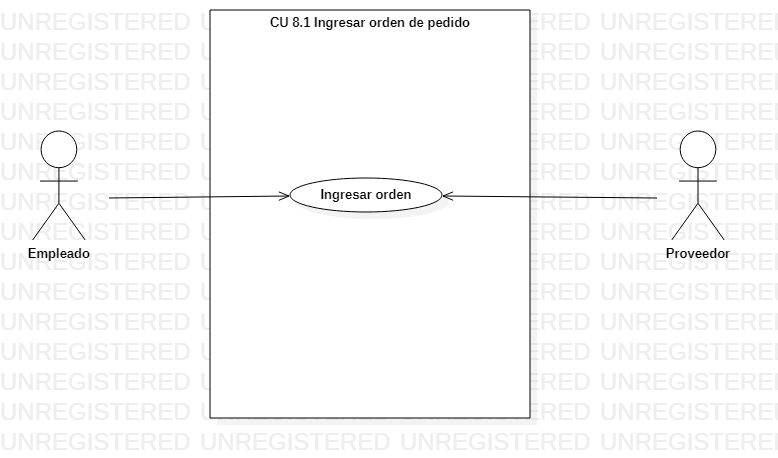 CU 8.1 Ingresar orden de pedido
Ingresar orden
Empleado
Proveedor
UNREGISTERED UNREGISTERED UNREGISTERED UNREGISTERED